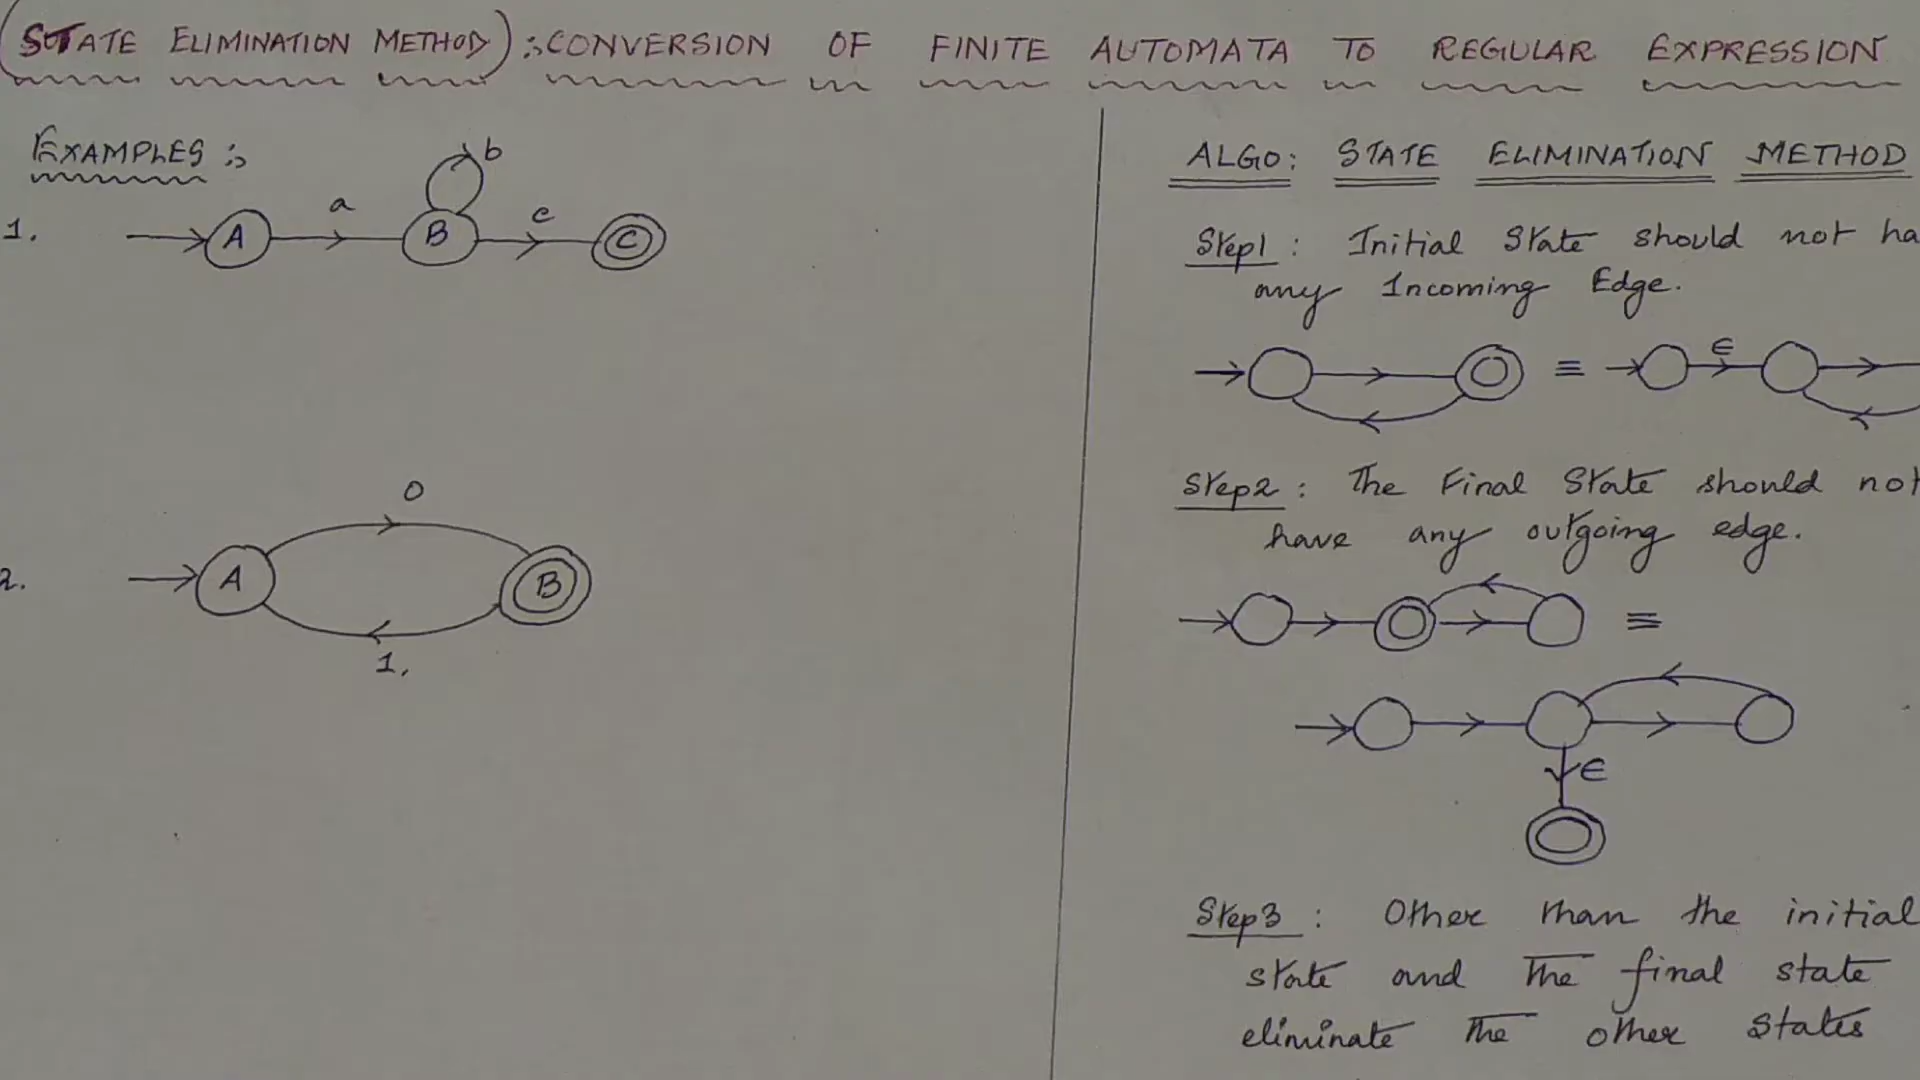 (STATE ELIMINATION METHOD) :. CONVERSION OF FINITE AUTOMATA TO REGULAR EXPRESSION
EXAMPLES :.
1.
A
a
B
b
c
C
2.
A
0
B
1.
ALGO: STATE ELIMINATION METHOD
Step1 : Initial State should not ha
any Incoming Edge.
≡
ϵ
Step2 : The Final State should not
have any outgoing edge.
≡
ϵ
Step3 : Other than the initial
state and the final state
eliminate the other states